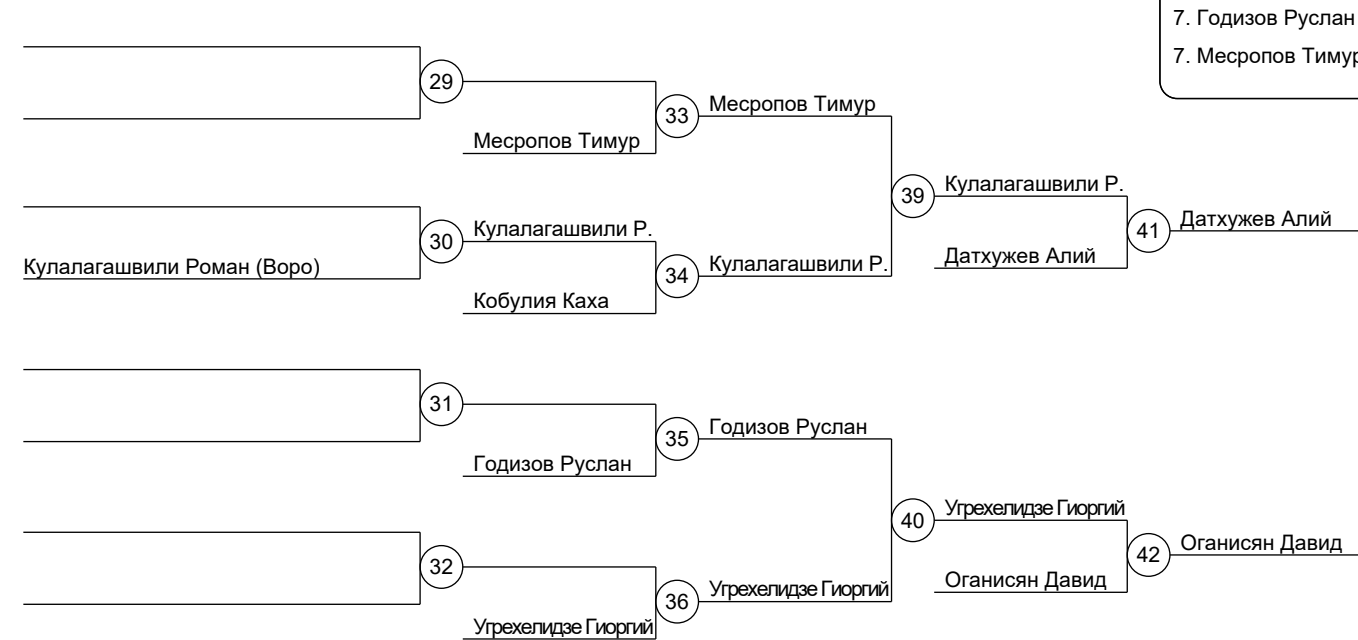 7. Годизов Руслан
7. Месропов Тимур
29
Месропов Тимур
33
Месропов Тимур
39
Кулалагашвили Р.
41
Датхужев Алий
Датхужев Алий
30
Кулалагашвили Р.
Кулалагашвили Роман (Воро)
34
Кулалагашвили Р.
Кобулия Каха
31
Годизов Руслан
35
Годизов Руслан
40
Угрехелидзе Гиоргий
42
Оганисян Давид
Оганисян Давид
32
36
Угрехелидзе Гиоргий
Угрехелидзе Гиоргий